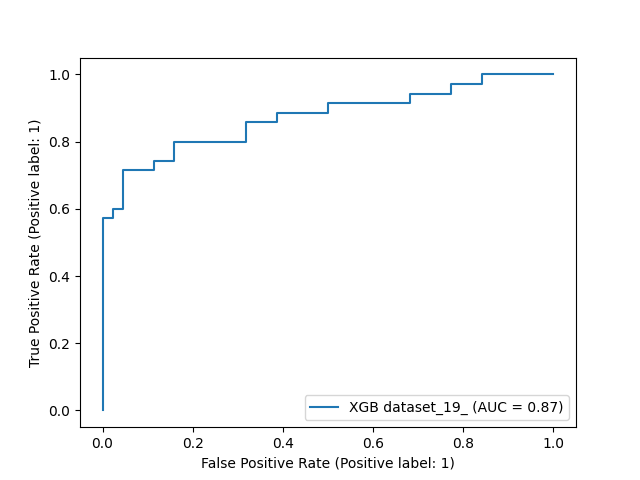 1.0
0.8
0.6
0.4
0.2
0.0
True Positive Rate (Positive label: 1)
XGB dataset_19_ (AUC = 0.87)
0.0 0.2 0.4 0.6 0.8 1.0
False Positive Rate (Positive label: 1)